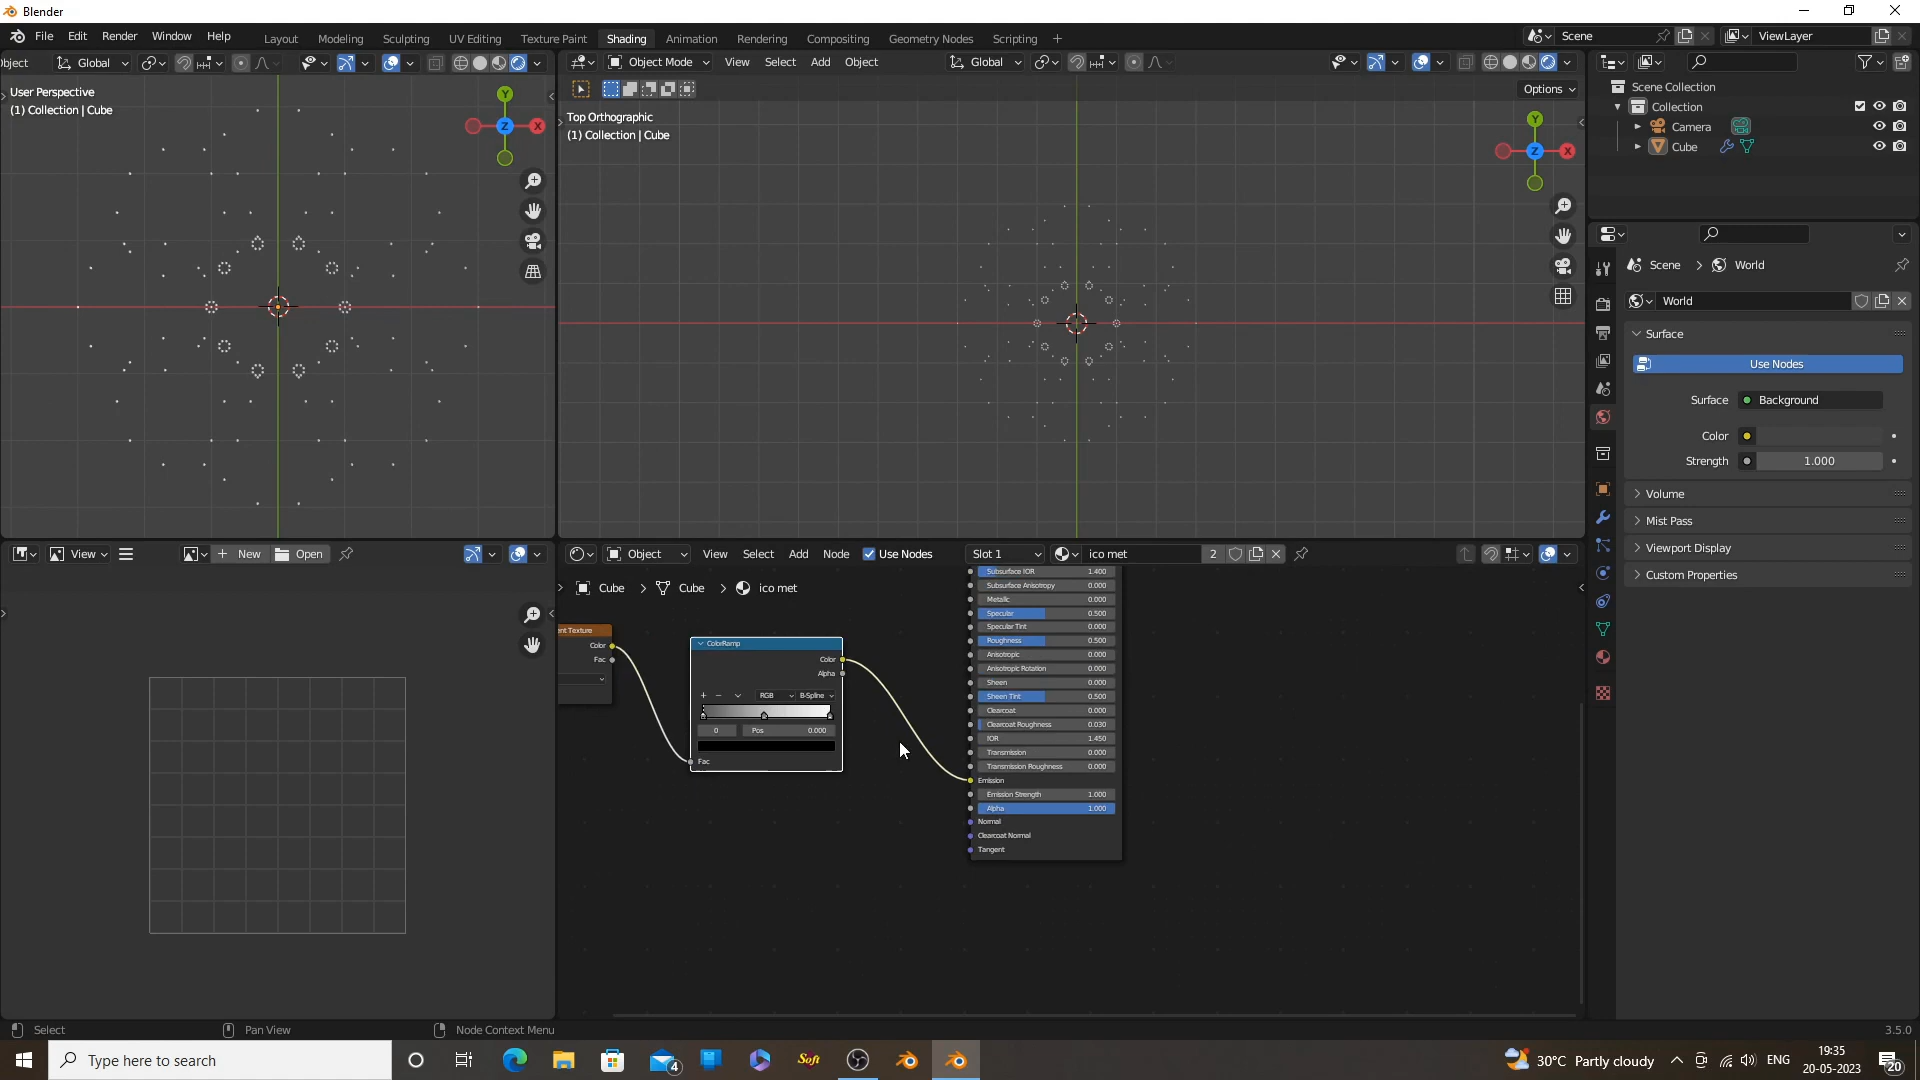 Blender
File Edit Render Window Help
Layout Modeling Sculpting UV Editing Texture Paint Shading Animation Rendering Compositing Geometry Nodes Scripting +
Scene
ViewLayer
bject Global
Object Mode View Select Add Object Global
Options
User Perspective
(1) Collection | Cube
Y
X
Z
Top Orthographic
(1) Collection | Cube
Y
X
Z
Scene Collection
Collection
Camera
Cube
Scene > World
World
Surface
Use Nodes
Surface Background
Color
Strength 1.000
Volume
Mist Pass
Viewport Display
Custom Properties
View + New Open
Object View Select Add Node Use Nodes Slot 1 ico met 2
Cube > Cube > ico met
ent Texture
Color
Fac
ColorRamp
Color
Alpha
+ − RGB B-Spline
0 Pos 0.000
Fac
Subsurface IOR 1.400
Subsurface Anisotropy 0.000
Metallic 0.000
Specular 0.500
Specular Tint 0.000
Roughness 0.500
Anisotropic 0.000
Anisotropic Rotation 0.000
Sheen 0.000
Sheen Tint 0.500
Clearcoat 0.000
Clearcoat Roughness 0.030
IOR 1.450
Transmission 0.000
Transmission Roughness 0.000
Emission
Emission Strength 1.000
Alpha 1.000
Normal
Clearcoat Normal
Tangent
Select Pan View Node Context Menu 3.5.0
Type here to search
4
Soft
30°C Partly cloudy
ENG
19:35
20-05-2023
20